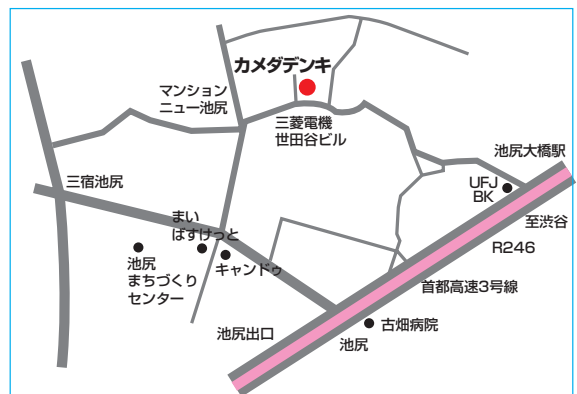 カメダデンキ
マンション
ニュー池尻
三菱電機
世田谷ビル
池尻大橋駅
UFJ
BK
三宿池尻
至渋谷
まい
ばすけっと
R246
池尻
まちづくり
センター
キャンドゥ
首都高速3号線
池尻出口
古畑病院
池尻